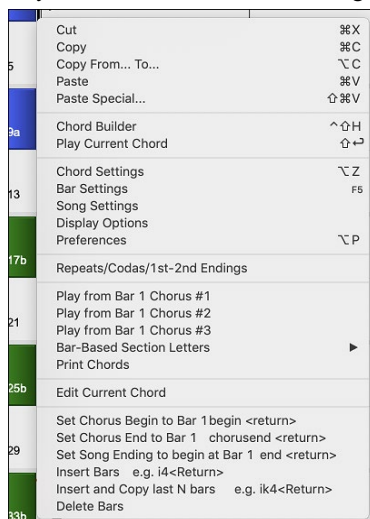 Cut ⌘X
Copy ⌘C
Copy From... To... ⌥C
Paste ⌘V
Paste Special... ⇧⌘V
Chord Builder ^⇧H
Play Current Chord ⇧↩
Chord Settings ⌥Z
Bar Settings F5
Song Settings
Display Options
Preferences ⌥P
Repeats/Codas/1st-2nd Endings
Play from Bar 1 Chorus #1
Play from Bar 1 Chorus #2
Play from Bar 1 Chorus #3
Bar-Based Section Letters ▶
Print Chords
Edit Current Chord
Set Chorus Begin to Bar 1 begin <return>
Set Chorus End to Bar 1 chorusend <return>
Set Song Ending to begin at Bar 1 end <return>
Insert Bars e.g. i4<Return>
Insert and Copy last N bars e.g. ik4<Return>
Delete Bars
5
9a
13
17b
21
25b
29
33b